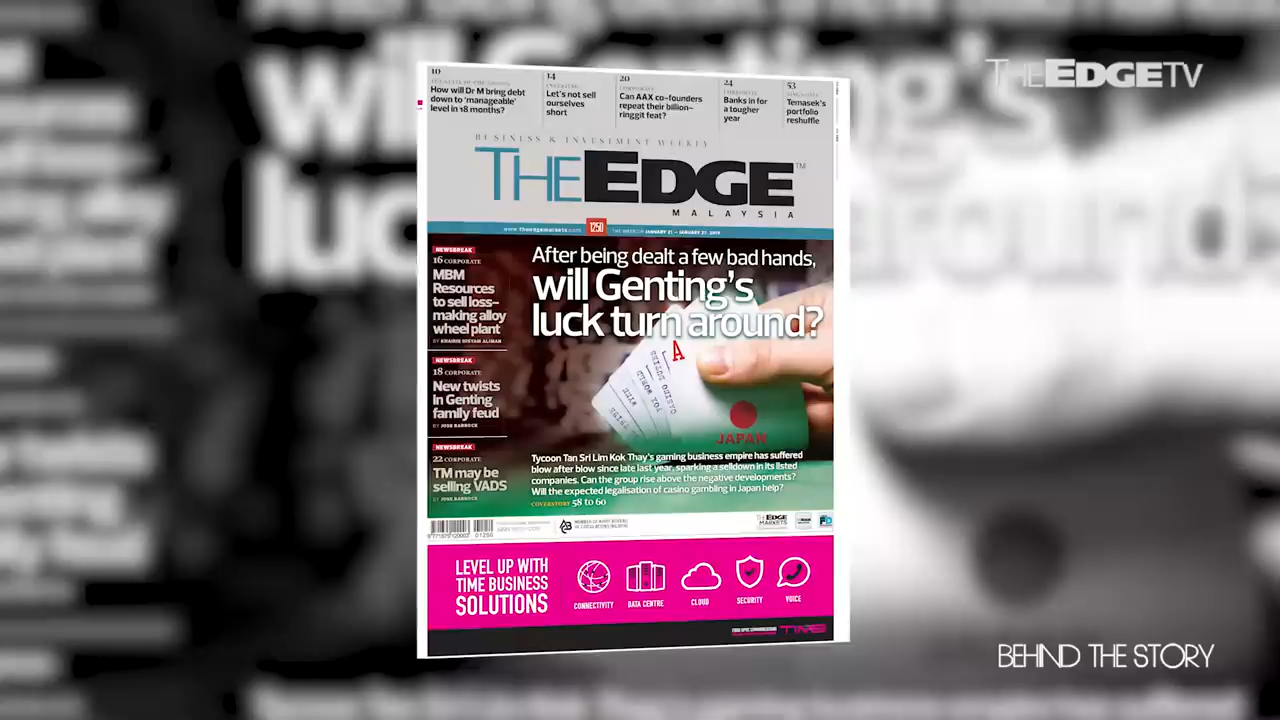 THEEDGETV
10
How will Dr M bring debt
down to 'manageable'
level in 18 months?
14
Let's not sell
ourselves
short
20
Can AAX co-founders
repeat their billion-
ringgit feat?
24
Banks in for
a tougher
year
53
Temasek's
portfolio
reshuffle
BUSINESS & INVESTMENT WEEKLY
THEEDGE™
MALAYSIA
1250
NEWSBREAK
16 CORPORATE
MBM
Resources
to sell loss-
making alloy
wheel plant
NEWSBREAK
18 CORPORATE
New twists
in Genting
family feud
NEWSBREAK
22 CORPORATE
TM may be
selling VADS
After being dealt a few bad hands,
will Genting's
luck turn around?
A
JAPAN
Tycoon Tan Sri Lim Kok Thay's gaming business empire has suffered
blow after blow since late last year, sparking a selldown in its listed
companies. Can the group rise above the negative developments?
Will the expected legalisation of casino gambling in Japan help?
COVERSTORY 58 to 60
LEVEL UP WITH
TIME BUSINESS
SOLUTIONS
CONNECTIVITY
DATA CENTRE
CLOUD
SECURITY
VOICE
TIME
BEHIND THE STORY